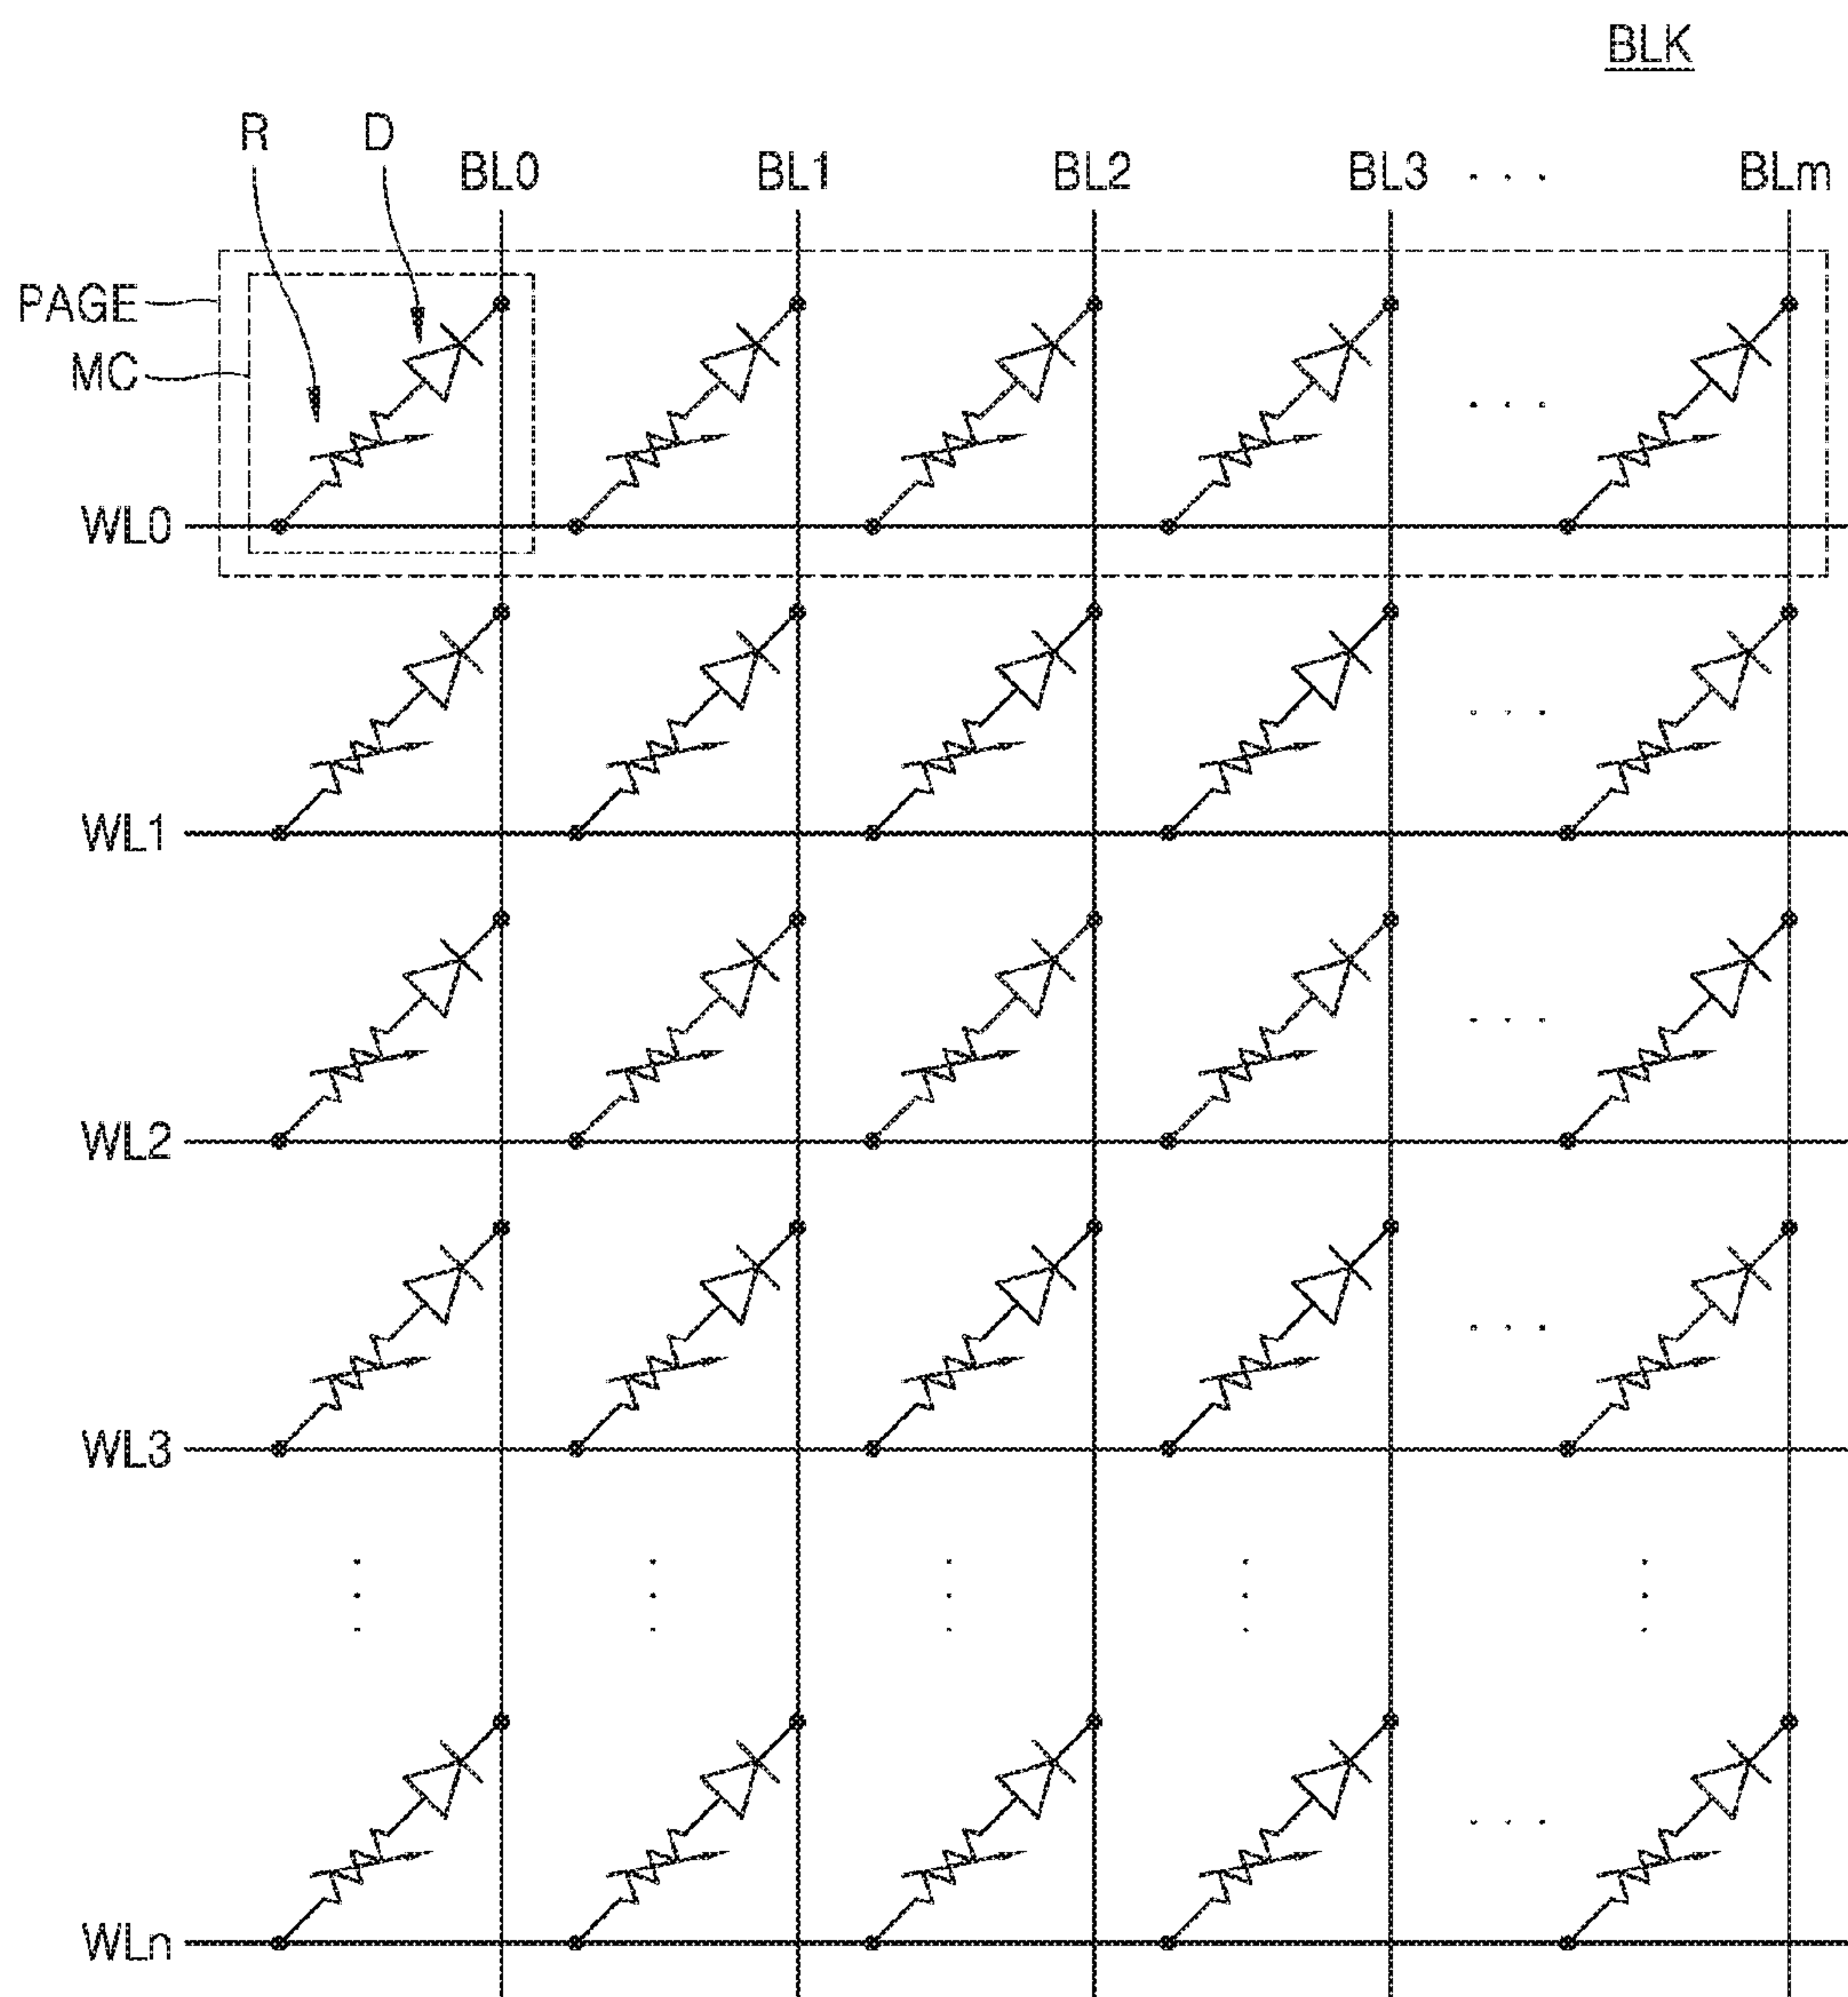 BLK
R D
BL0 BL1 BL2 BL3 . . . BLm
PAGE
MC
WL0
WL1
WL2
WL3
WLn